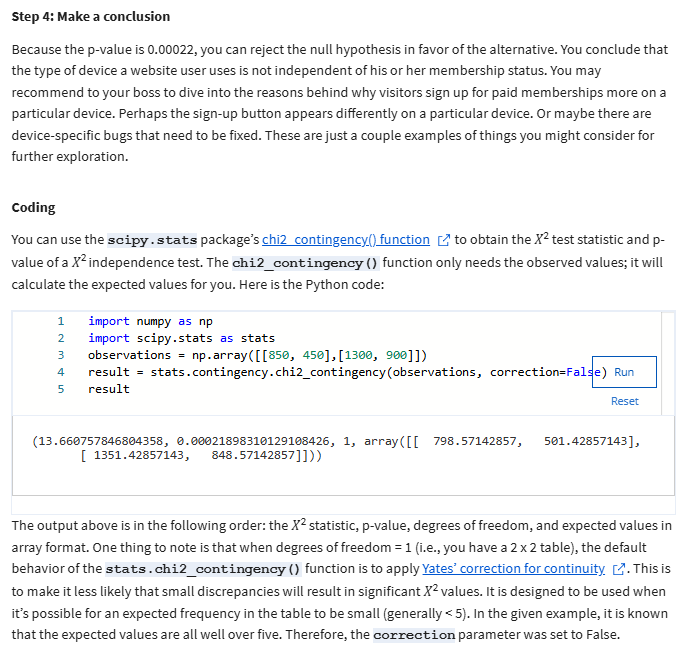 Step 4: Make a conclusion
Because the p-value is 0.00022, you can reject the null hypothesis in favor of the alternative. You conclude that
the type of device a website user uses is not independent of his or her membership status. You may
recommend to your boss to dive into the reasons behind why visitors sign up for paid memberships more on a
particular device. Perhaps the sign-up button appears differently on a particular device. Or maybe there are
device-specific bugs that need to be fixed. These are just a couple examples of things you might consider for
further exploration.
Coding
You can use the scipy.stats package's chi2_contingency() function to obtain the X² test statistic and p-
value of a X² independence test. The chi2_contingency() function only needs the observed values; it will
calculate the expected values for you. Here is the Python code:
1 import numpy as np
2 import scipy.stats as stats
3 observations = np.array([[850, 450],[1300, 900]])
4 result = stats.contingency.chi2_contingency(observations, correction=False) Run
5 result
Reset
(13.660757846804358, 0.00021898310129108426, 1, array([[ 798.57142857, 501.42857143],
[ 1351.42857143, 848.57142857]]))
The output above is in the following order: the X² statistic, p-value, degrees of freedom, and expected values in
array format. One thing to note is that when degrees of freedom = 1 (i.e., you have a 2 x 2 table), the default
behavior of the stats.chi2_contingency() function is to apply Yates' correction for continuity. This is
to make it less likely that small discrepancies will result in significant X² values. It is designed to be used when
it's possible for an expected frequency in the table to be small (generally < 5). In the given example, it is known
that the expected values are all well over five. Therefore, the correction parameter was set to False.